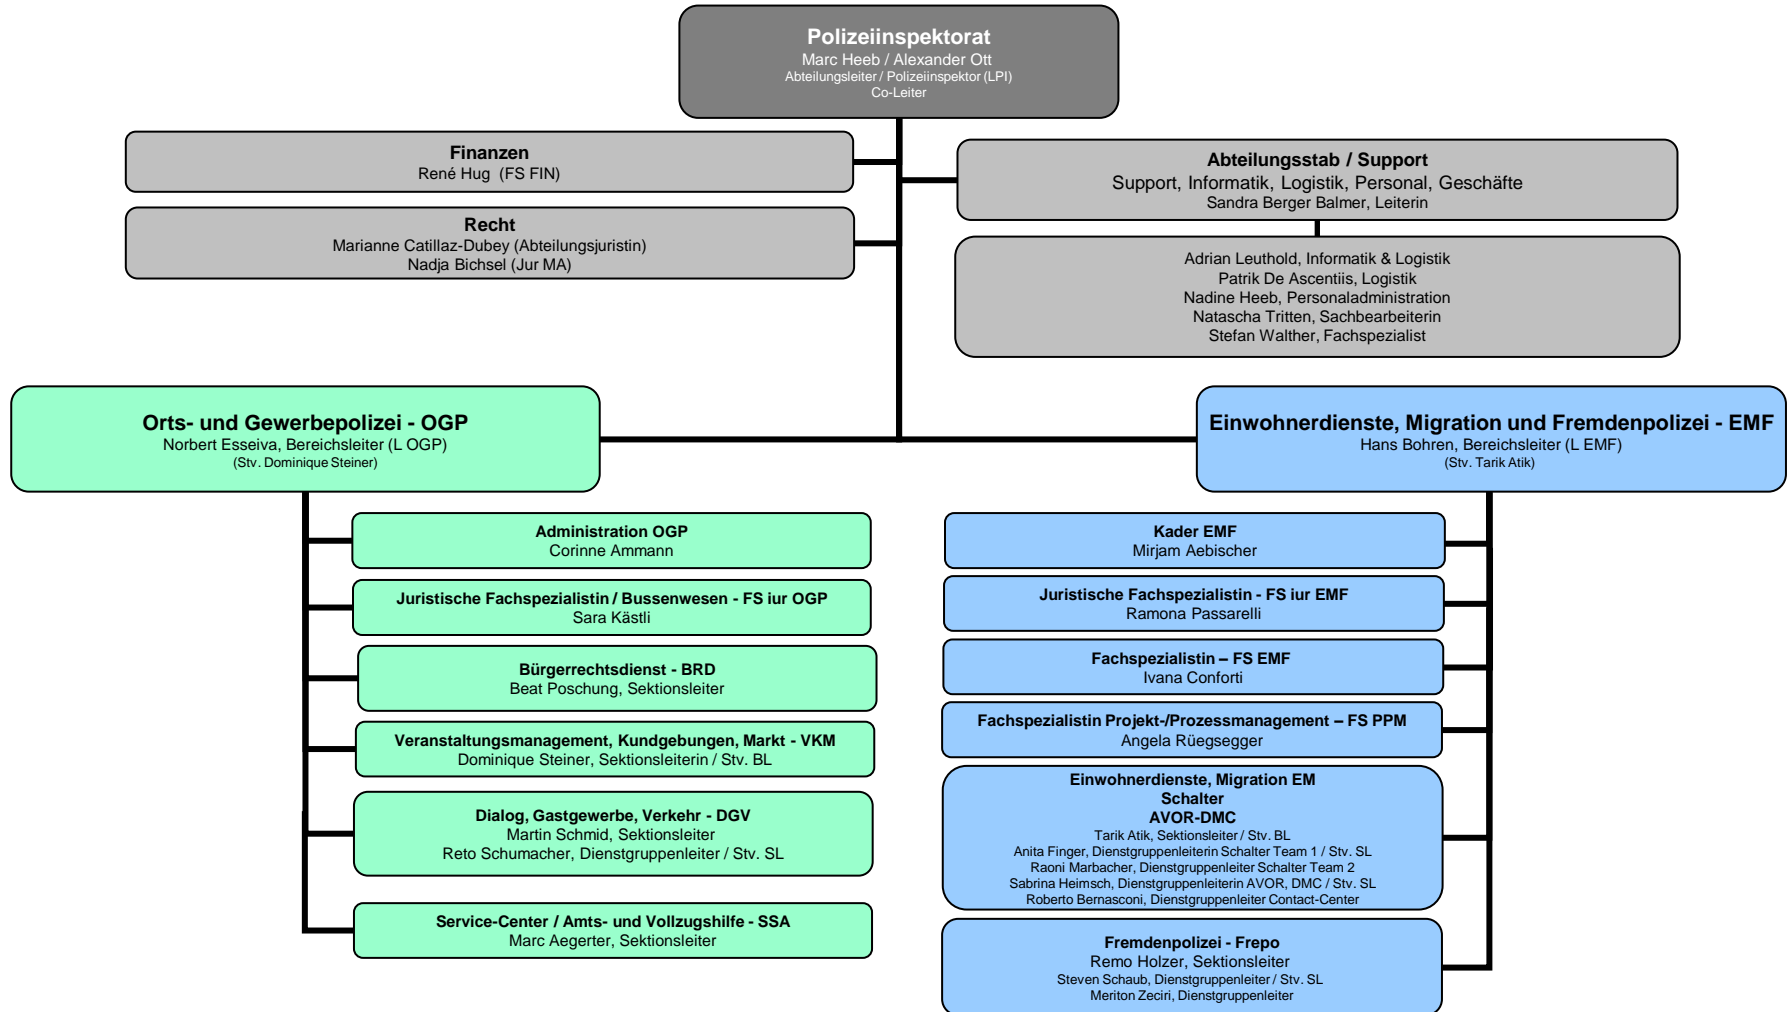 Polizeiinspektorat
Marc Heeb / Alexander Ott
Abteilungsleiter / Polizeiinspektor (LPI)
Co-Leiter
Finanzen
René Hug (FS FIN)
Recht
Marianne Catillaz-Dubey (Abteilungsjuristin)
Nadja Bichsel (Jur MA)
Abteilungsstab / Support
Support, Informatik, Logistik, Personal, Geschäfte
Sandra Berger Balmer, Leiterin
Adrian Leuthold, Informatik & Logistik
Patrik De Ascentiis, Logistik
Nadine Heeb, Personaladministration
Natascha Tritten, Sachbearbeiterin
Stefan Walther, Fachspezialist
Orts- und Gewerbepolizei - OGP
Norbert Esseiva, Bereichsleiter (L OGP)
(Stv. Dominique Steiner)
Administration OGP
Corinne Ammann
Juristische Fachspezialistin / Bussenwesen - FS iur OGP
Sara Kästli
Bürgerrechtsdienst - BRD
Beat Poschung, Sektionsleiter
Veranstaltungsmanagement, Kundgebungen, Markt - VKM
Dominique Steiner, Sektionsleiterin / Stv. BL
Dialog, Gastgewerbe, Verkehr - DGV
Martin Schmid, Sektionsleiter
Reto Schumacher, Dienstgruppenleiter / Stv. SL
Service-Center / Amts- und Vollzugshilfe - SSA
Marc Aegerter, Sektionsleiter
Einwohnerdienste, Migration und Fremdenpolizei - EMF
Hans Bohren, Bereichsleiter (L EMF)
(Stv. Tarik Atik)
Kader EMF
Mirjam Aebischer
Juristische Fachspezialistin - FS iur EMF
Ramona Passarelli
Fachspezialistin – FS EMF
Ivana Conforti
Fachspezialistin Projekt-/Prozessmanagement – FS PPM
Angela Rüegsegger
Einwohnerdienste, Migration EM
Schalter
AVOR-DMC
Tarik Atik, Sektionsleiter / Stv. BL
Anita Finger, Dienstgruppenleiterin Schalter Team 1 / Stv. SL
Raoni Marbacher, Dienstgruppenleiter Schalter Team 2
Sabrina Heimsch, Dienstgruppenleiterin AVOR, DMC / Stv. SL
Roberto Bernasconi, Dienstgruppenleiter Contact-Center
Fremdenpolizei - Frepo
Remo Holzer, Sektionsleiter
Steven Schaub, Dienstgruppenleiter / Stv. SL
Meriton Zeciri, Dienstgruppenleiter